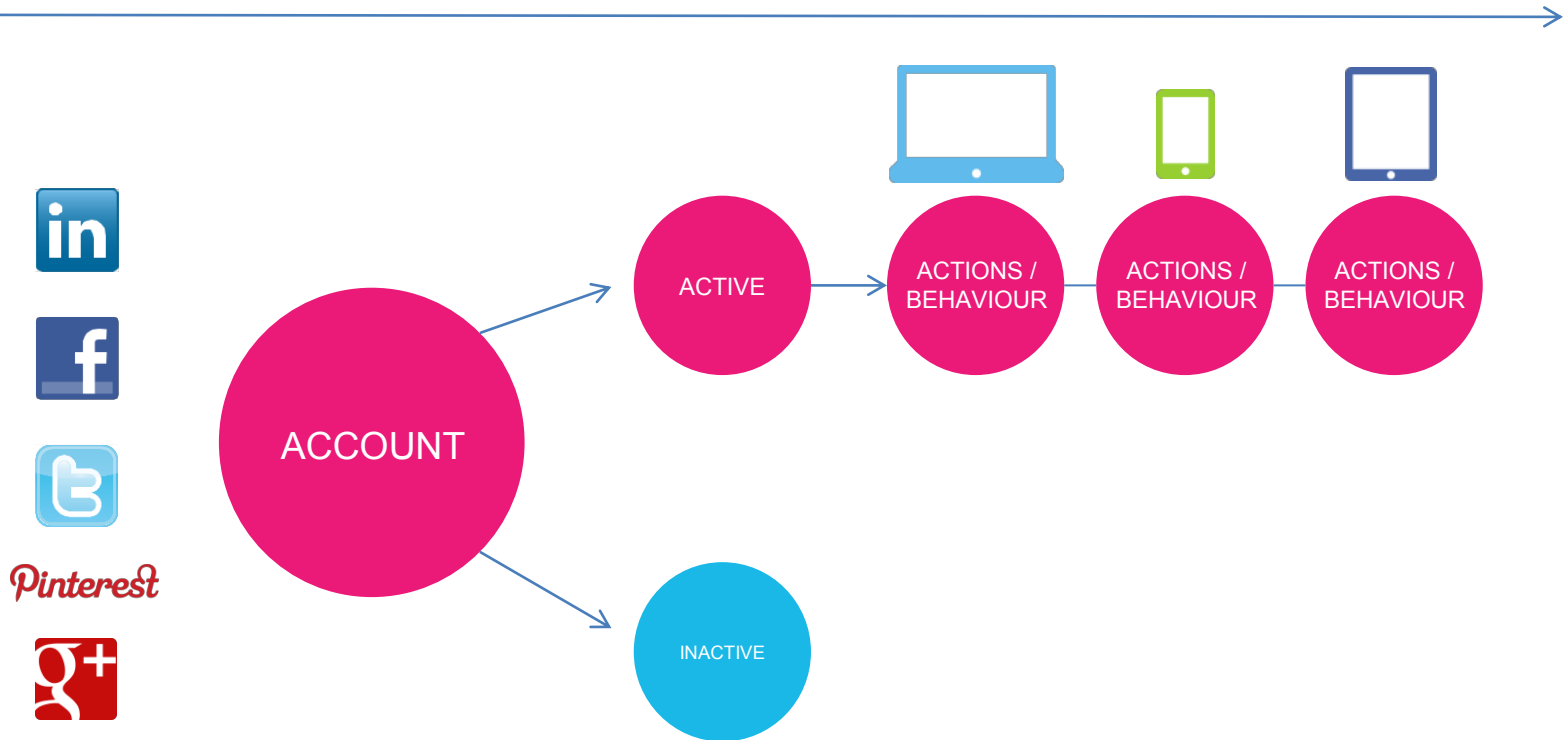 in
f
t
Pinterest
g+
ACCOUNT
ACTIVE
INACTIVE
ACTIONS /
BEHAVIOUR
ACTIONS /
BEHAVIOUR
ACTIONS /
BEHAVIOUR